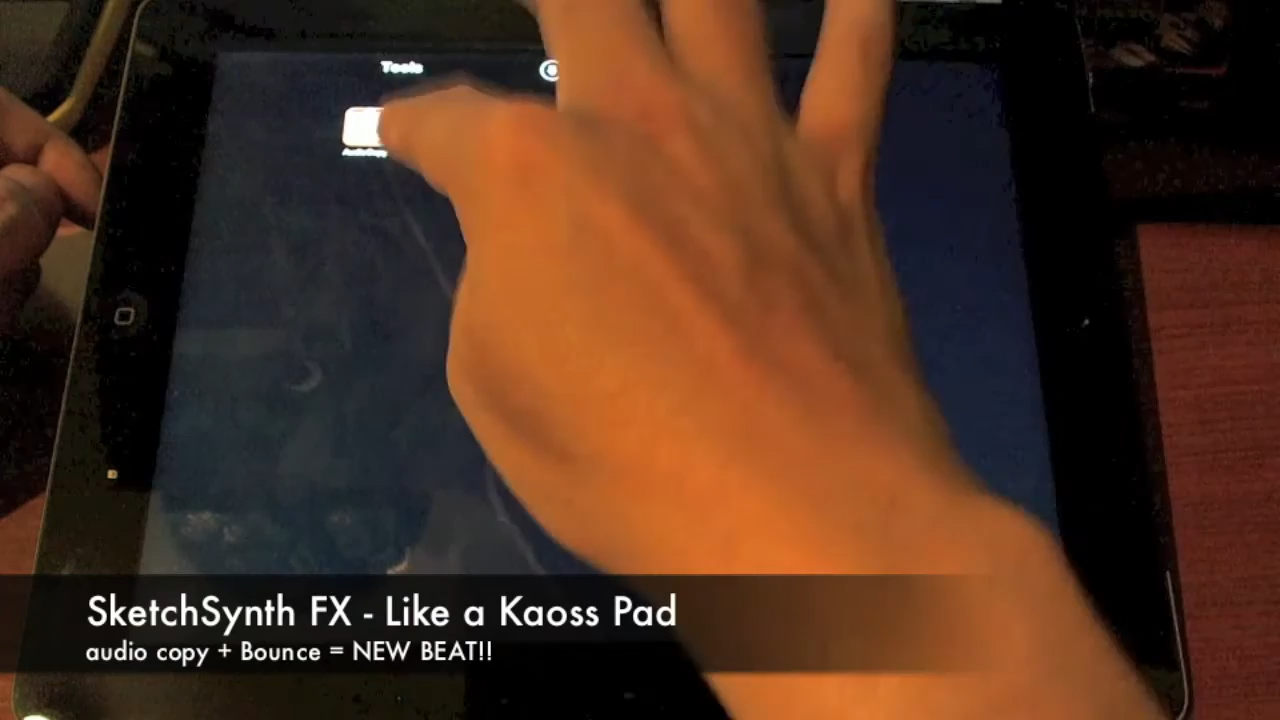 Tools
SketchSynth FX - Like a Kaoss Pad
audio copy + Bounce = NEW BEAT!!